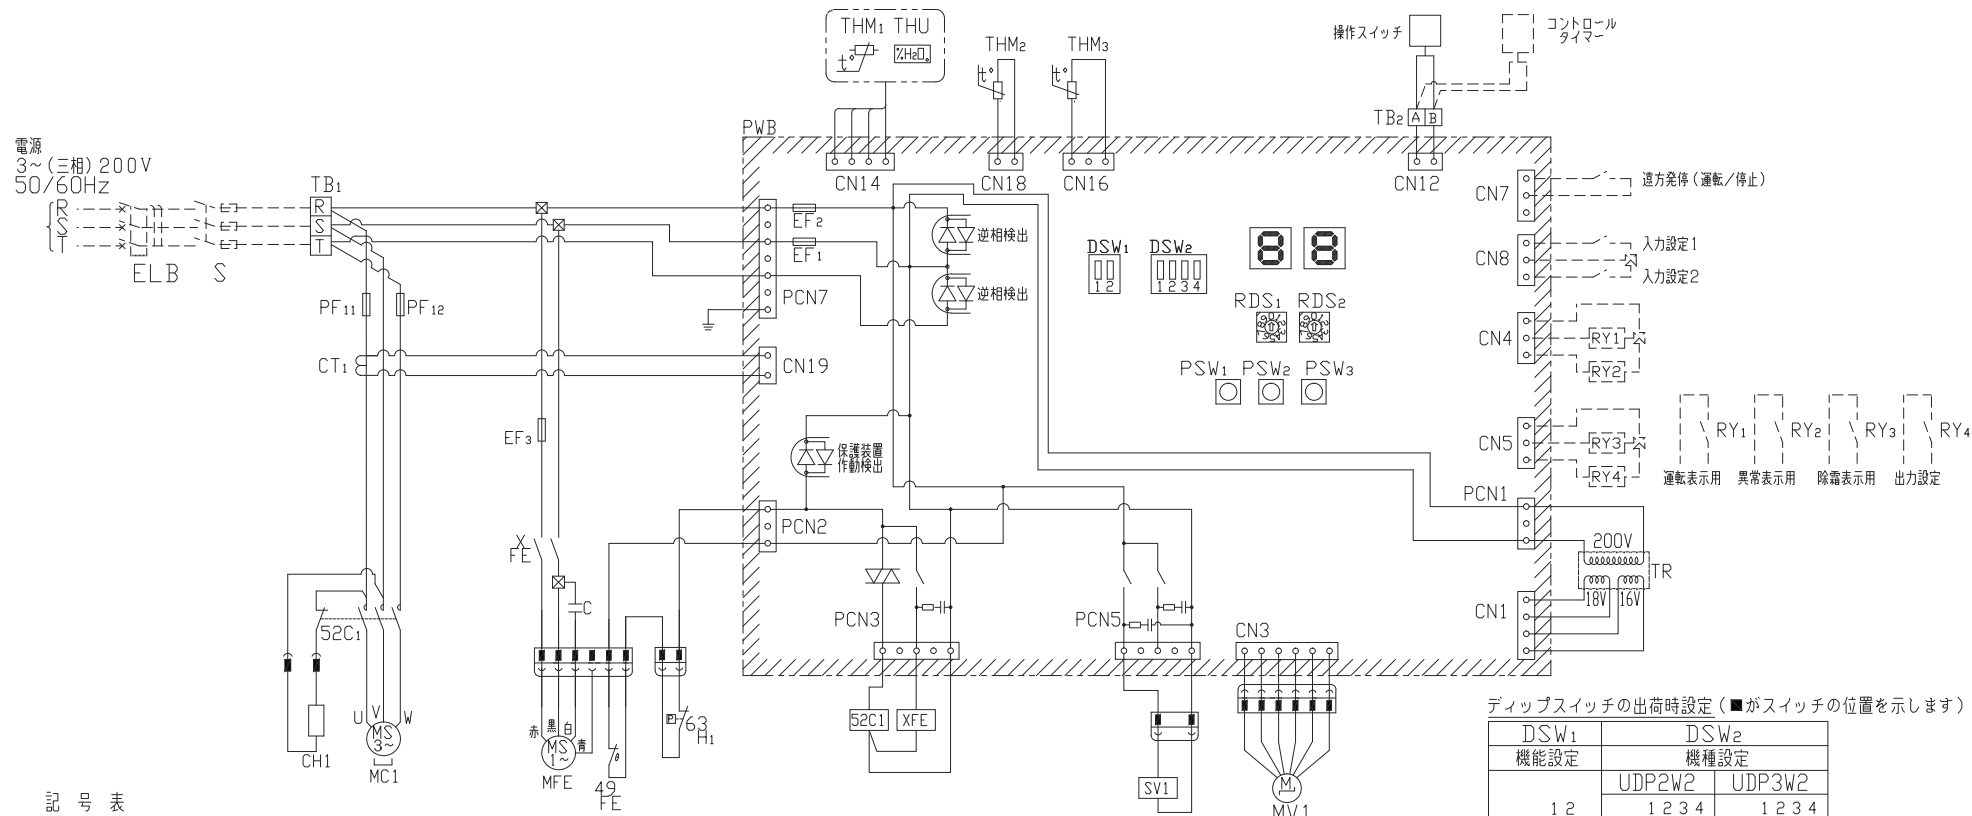 THM1 THU
t°
%H2O
THM2
t°
THM3
t°
操作スイッチ
コントロール
タイマー
TB2
A B
PWB
CN14
CN18
CN16
CN12
電源
3~(三相)200V
50/60Hz
R
S
T
ELB
S
TB1
R
S
T
PF11
PF12
CT1
EF2
EF1
PCN7
CN19
逆相検出
逆相検出
DSW1
1 2
DSW2
1 2 3 4
8 8
RDS1
RDS2
PSW1 PSW2 PSW3
CN7
遠方発停(運転/停止)
CN8
入力設定1
入力設定2
CN4
RY1
RY2
CN5
RY3
RY4
RY1
運転表示用
RY2
異常表示用
RY3
除霜表示用
RY4
出力設定
EF3
保護装置
作動検出
PCN2
XFE
C
PCN3
PCN5
CN3
PCN1
CN1
200V
TR
18V 16V
52C1
U V W
MS
3~
MC1
CH1
赤 黒 白 青
MS
1~
MFE
49FE
P
63H1
52C1
XFE
SV1
M
MV1
ディップスイッチの出荷時設定(■がスイッチの位置を示します)
DSW1 DSW2
機能設定 機種設定
UDP2W2 UDP3W2
1 2 1 2 3 4 1 2 3 4
記 号 表